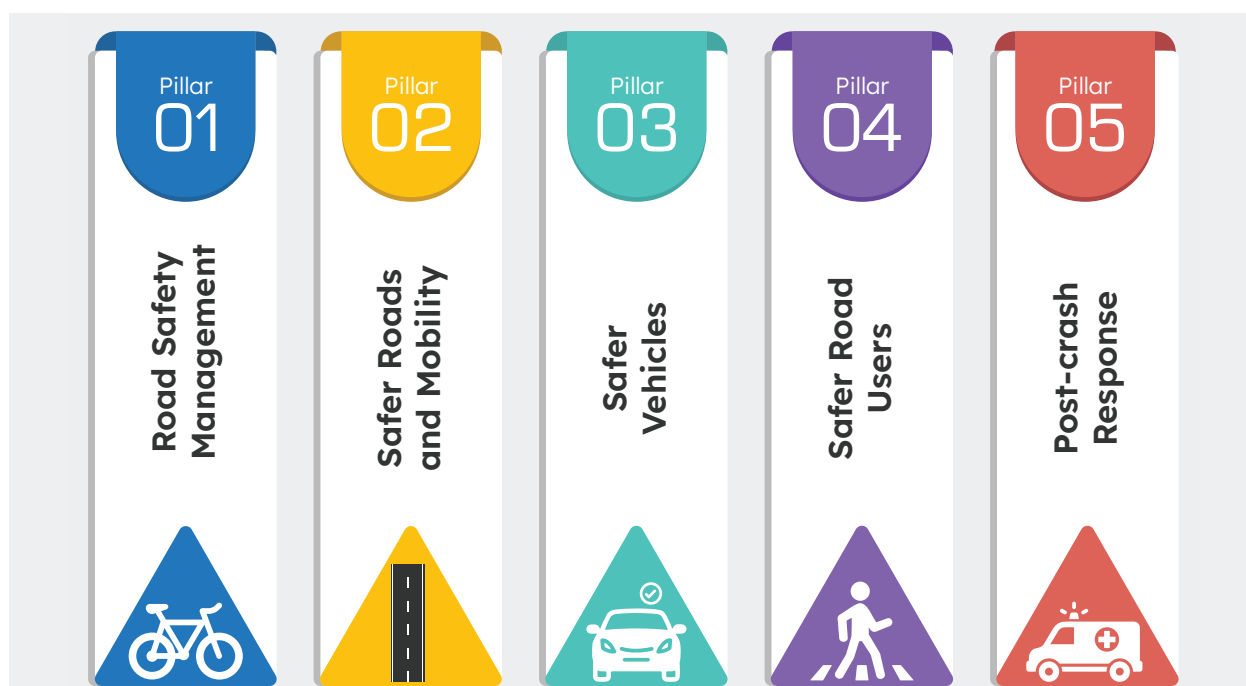 Pillar
01
Road Safety
Management
Pillar
02
Safer Roads
and Mobility
Pillar
03
Safer
Vehicles
Pillar
04
Safer Road
Users
Pillar
05
Post-crash
Response